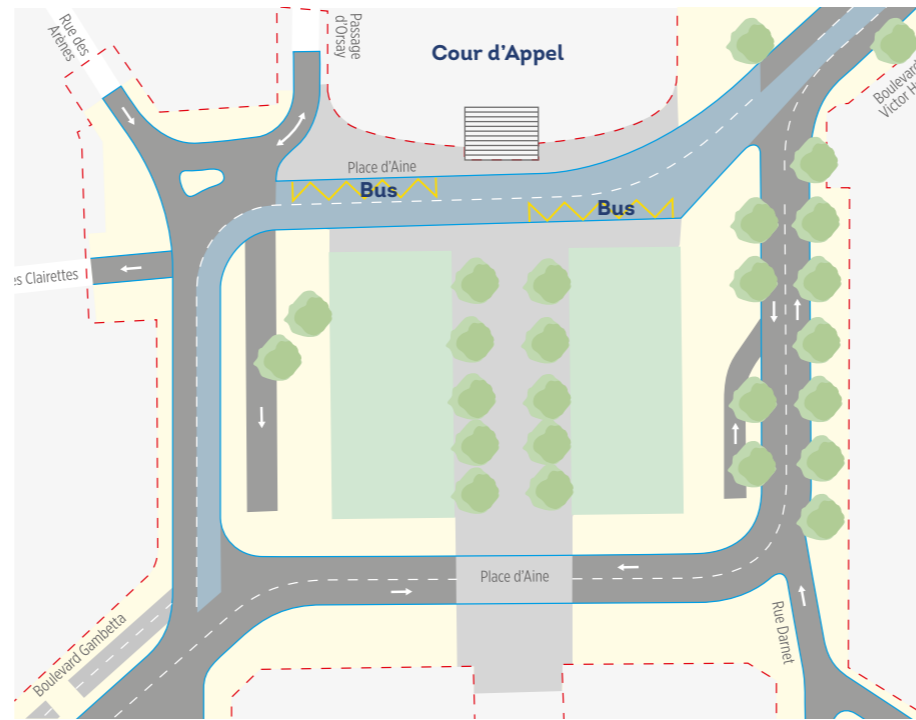 Rue des
Arènes
Passage
d'Orsay
Cour d'Appel
Boulevard
Victor H
Place d'Aine
Bus
Bus
es Clairettes
Place d'Aine
Boulevard Gambetta
Rue Darnet